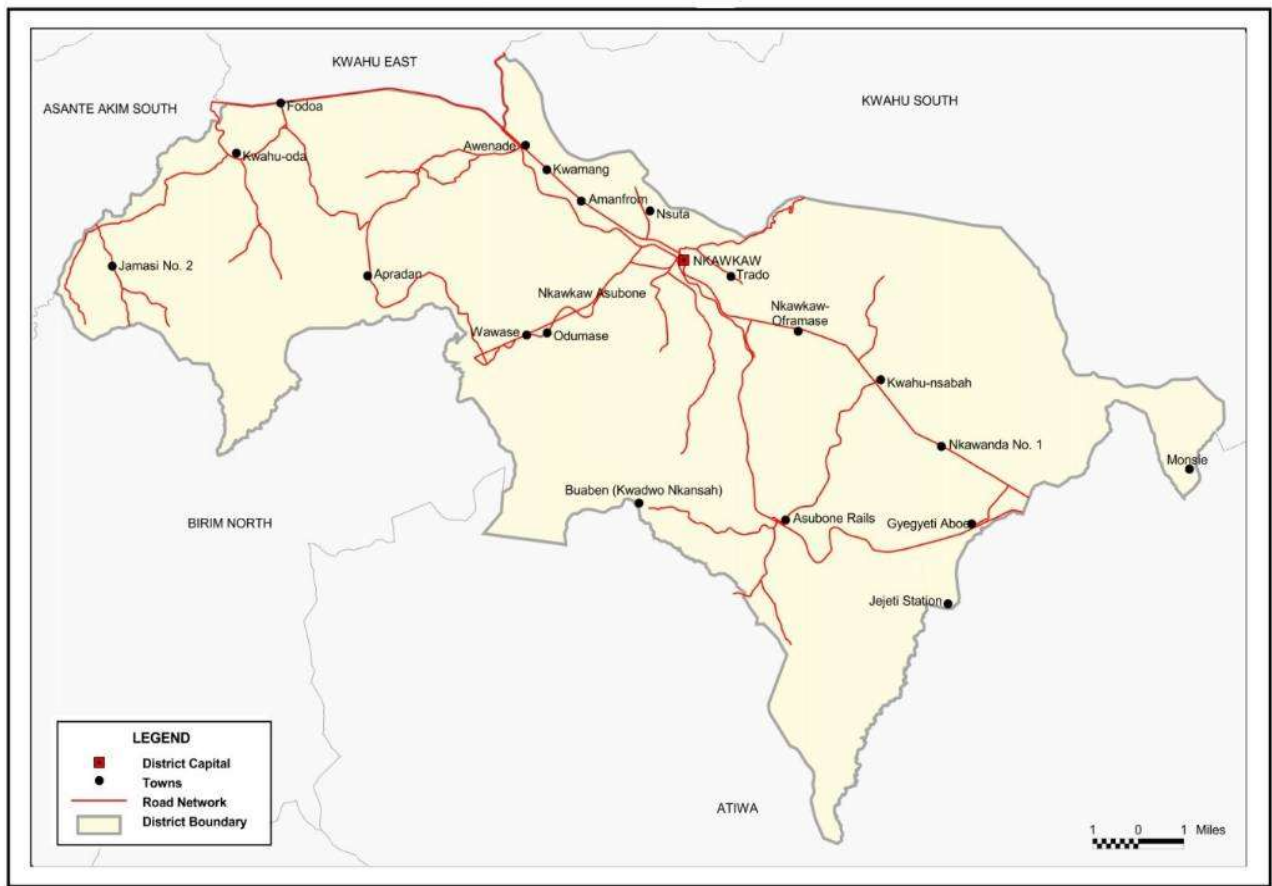 KWAHU EAST
ASANTE AKIM SOUTH
KWAHU SOUTH
Fodoa
Awenade
Kwahu-oda
Kwamang
Amanfrom
Nsuta
NKAWKAW
Jamasi No. 2
Apradan
Trado
Nkawkaw Asubone
Nkawkaw-
Oframase
Wawase
Odumase
Kwahu-nsabah
Nkawanda No. 1
Monsie
Buaben (Kwadwo Nkansah)
BIRIM NORTH
Asubone Rails
Gyegyeti Aboe
Jejeti Station
ATIWA
LEGEND
District Capital
Towns
Road Network
District Boundary
1 0 1 Miles